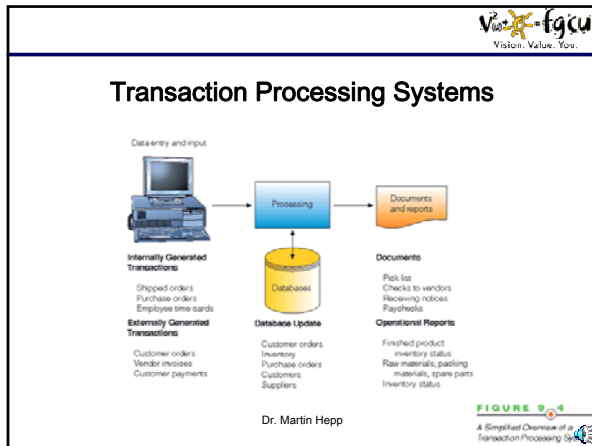 fgcu
Vision. Value. You.
Transaction Processing Systems
Data entry and input
Processing
Documents
and reports
Databases
Internally Generated
Transactions
Shipped orders
Purchase orders
Employee time cards
Externally Generated
Transactions
Customer orders
Vendor invoices
Customer payments
Database Update
Customer orders
Inventory
Purchase orders
Customers
Suppliers
Documents
Pick list
Checks to vendors
Receiving notices
Paychecks
Operational Reports
Finished product
inventory status
Raw materials, packing
materials, spare parts
Inventory status
Dr. Martin Hepp
FIGURE 9.4
A Simplified Overview of a
Transaction Processing